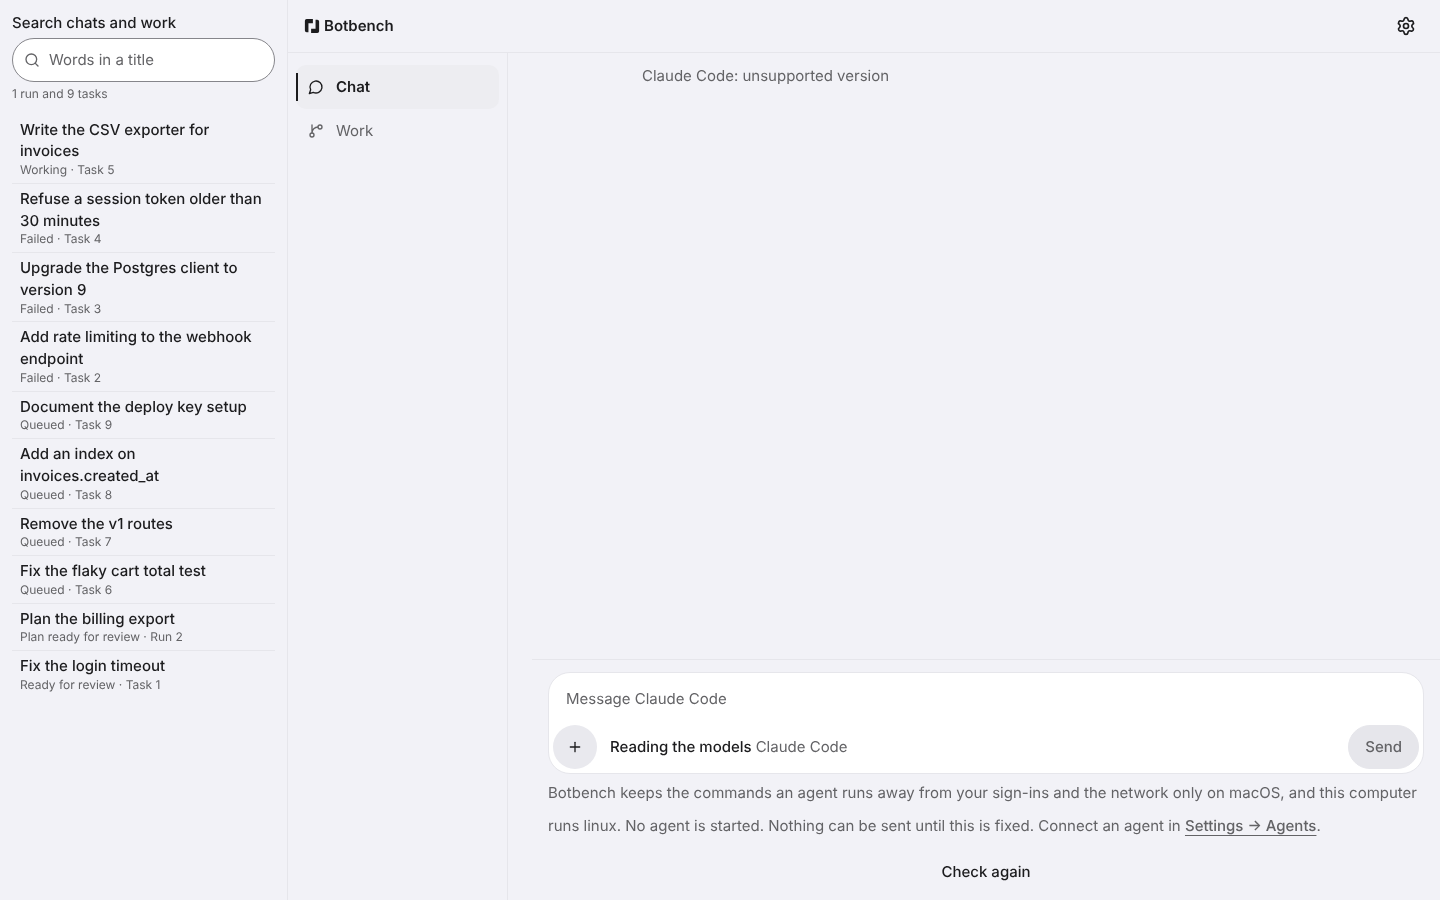 Search chats and work
Words in a title
1 run and 9 tasks
Write the CSV exporter for
invoices
Working · Task 5
Refuse a session token older than
30 minutes
Failed · Task 4
Upgrade the Postgres client to
version 9
Failed · Task 3
Add rate limiting to the webhook
endpoint
Failed · Task 2
Document the deploy key setup
Queued · Task 9
Add an index on
invoices.created_at
Queued · Task 8
Remove the v1 routes
Queued · Task 7
Fix the flaky cart total test
Queued · Task 6
Plan the billing export
Plan ready for review · Run 2
Fix the login timeout
Ready for review · Task 1
Botbench
Chat
Work
Claude Code: unsupported version
Message Claude Code
Reading the models Claude Code
Send
Botbench keeps the commands an agent runs away from your sign-ins and the network only on macOS, and this computer
runs linux. No agent is started. Nothing can be sent until this is fixed. Connect an agent in Settings → Agents.
Check again